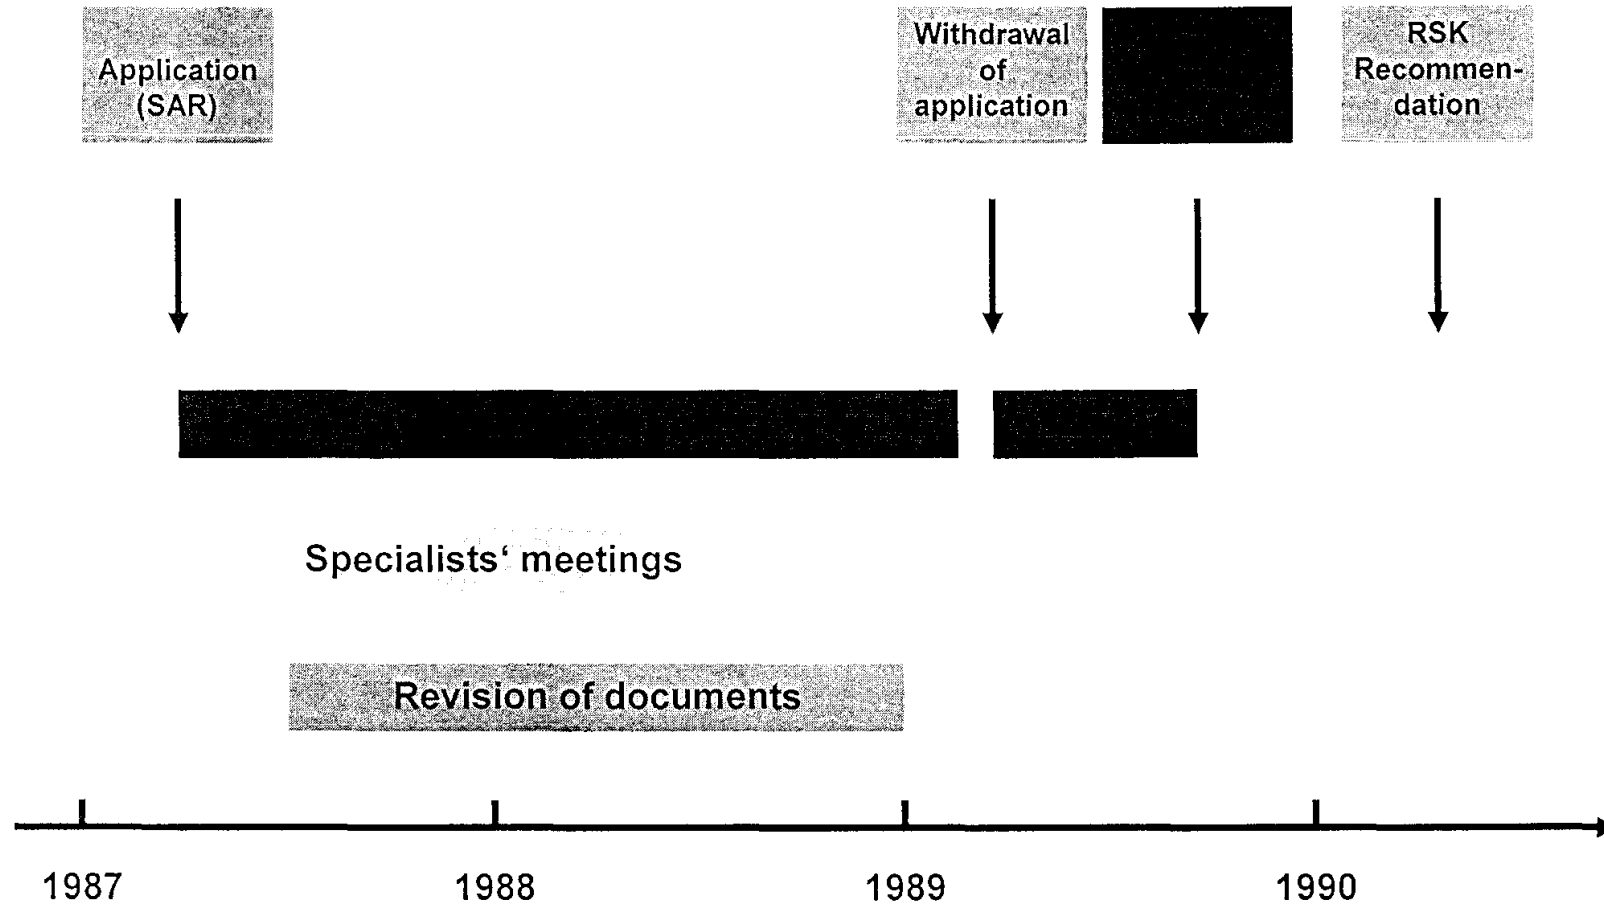 Application
(SAR)
Withdrawal
of
application
RSK
Recommen-
dation
Specialists‘ meetings
Revision of documents
1987
1988
1989
1990